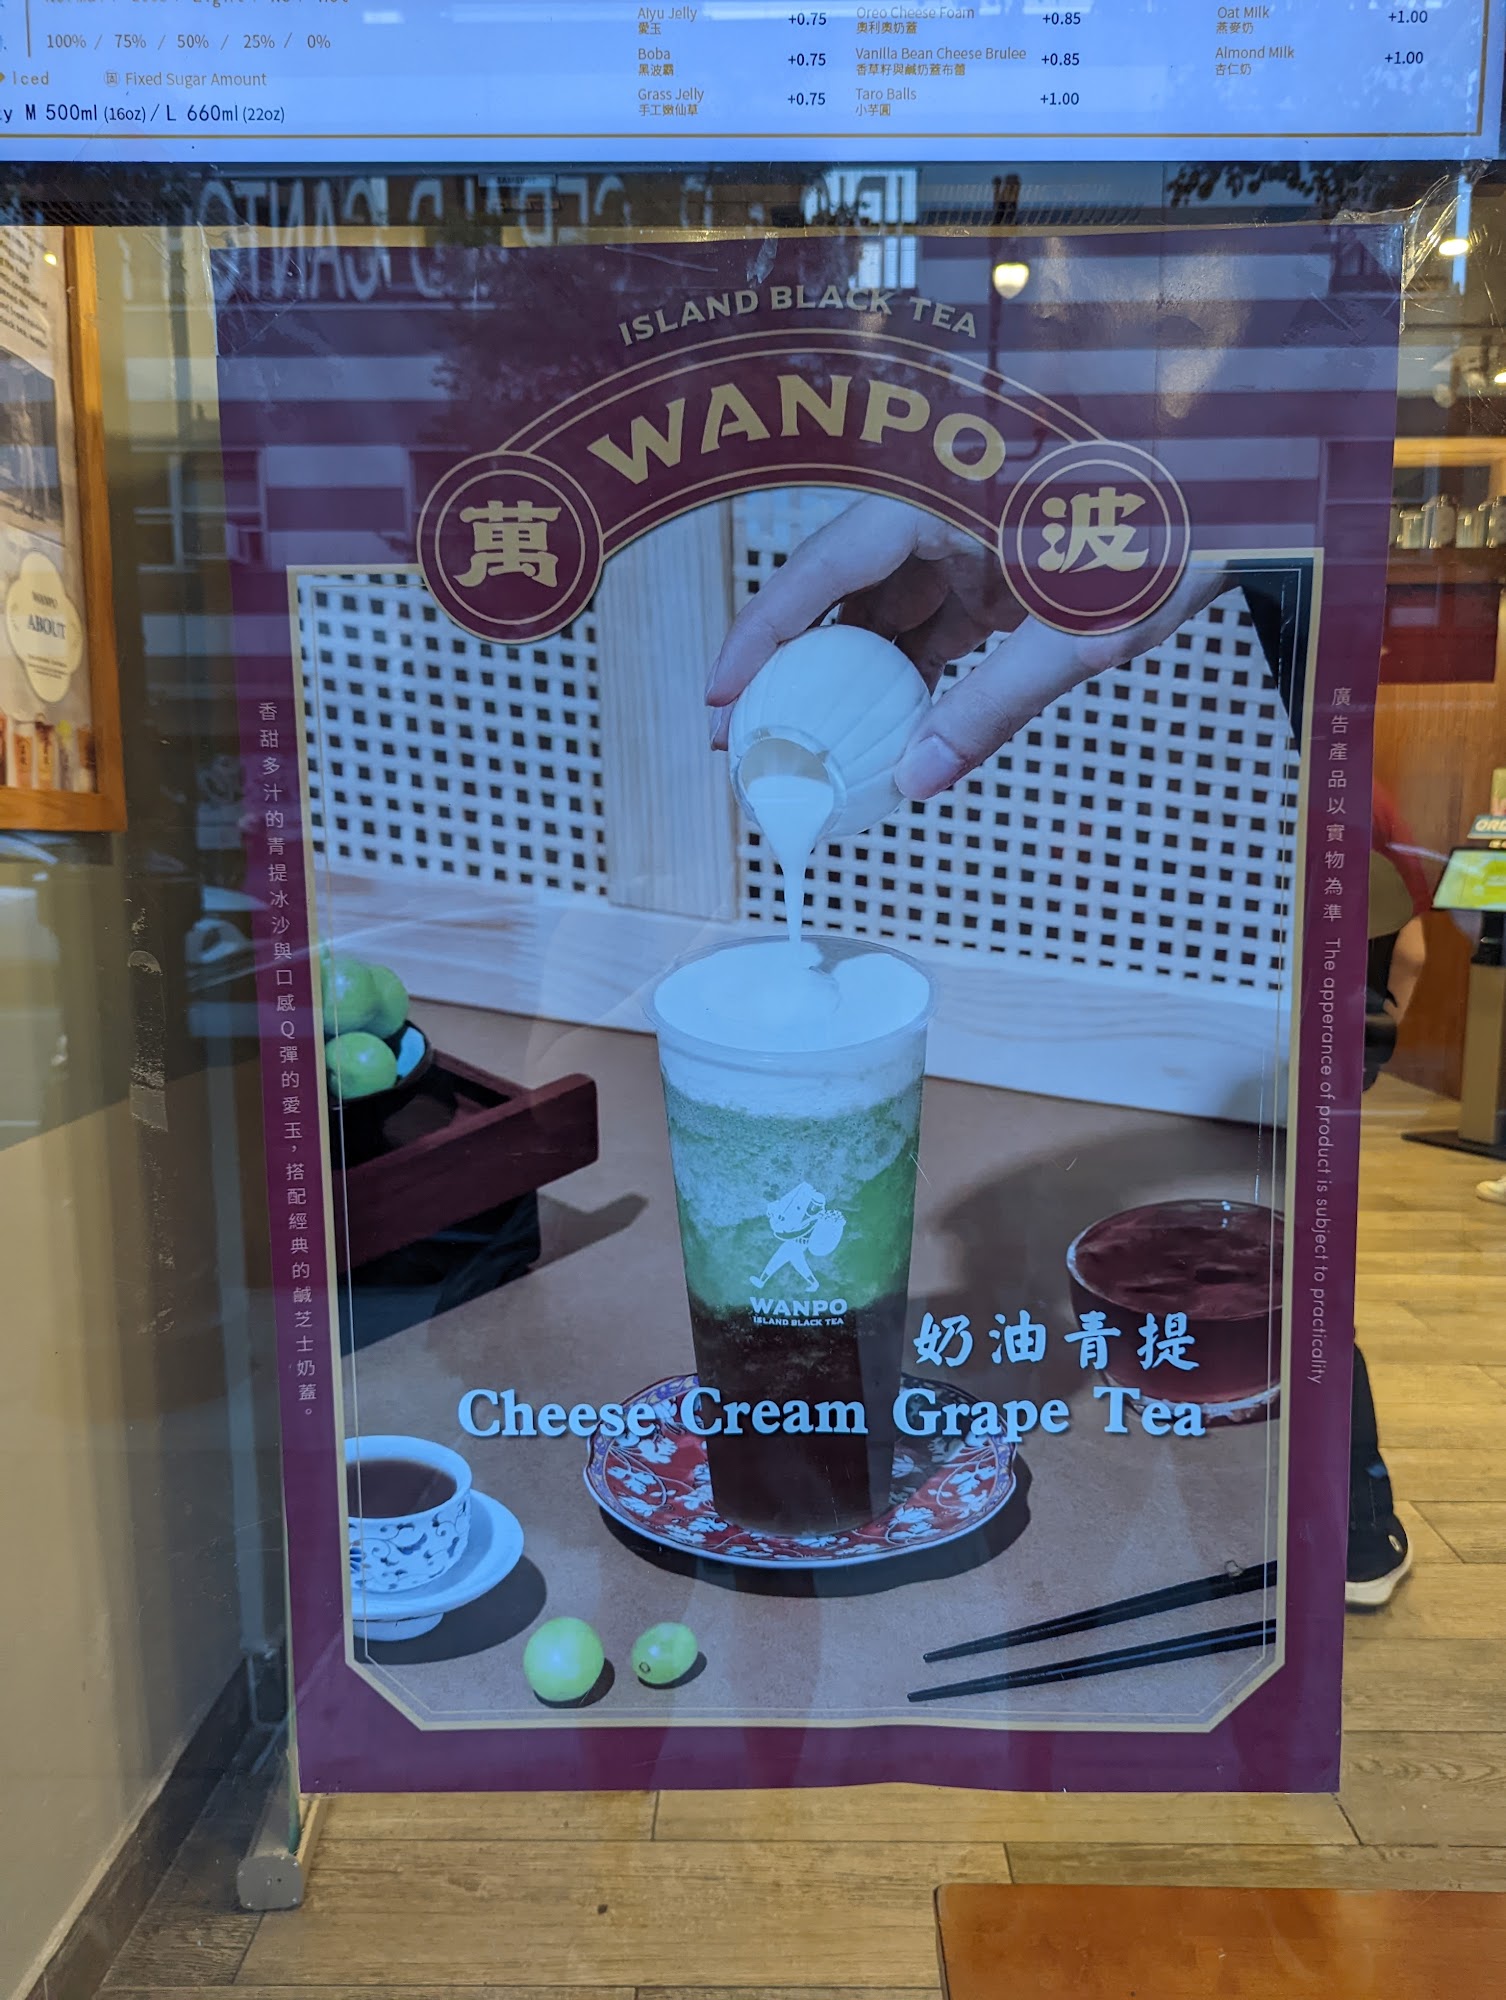 100% / 75% / 50% / 25% / 0%
Iced 固 Fixed Sugar Amount
M 500ml (16oz) / L 660ml (22oz)
Aiyu Jelly +0.75
愛玉
Boba +0.75
黑波霸
Grass Jelly +0.75
手工嫩仙草
Oreo Cheese Foam +0.85
奧利奧奶蓋
Vanilla Bean Cheese Brulee +0.85
香草籽與鹹奶蓋布蕾
Taro Balls +1.00
小芋圓
Oat Milk +1.00
燕麥奶
Almond Milk +1.00
杏仁奶
ISLAND BLACK TEA
WANPO
萬 波
香甜多汁的青提冰沙與口感Q彈的愛玉，搭配經典的鹹芝士奶蓋。
廣告產品以實物為準 The apperance of product is subject to practicality
WANPO
ISLAND BLACK TEA
奶油青提
Cheese Cream Grape Tea
WANPO
ABOUT